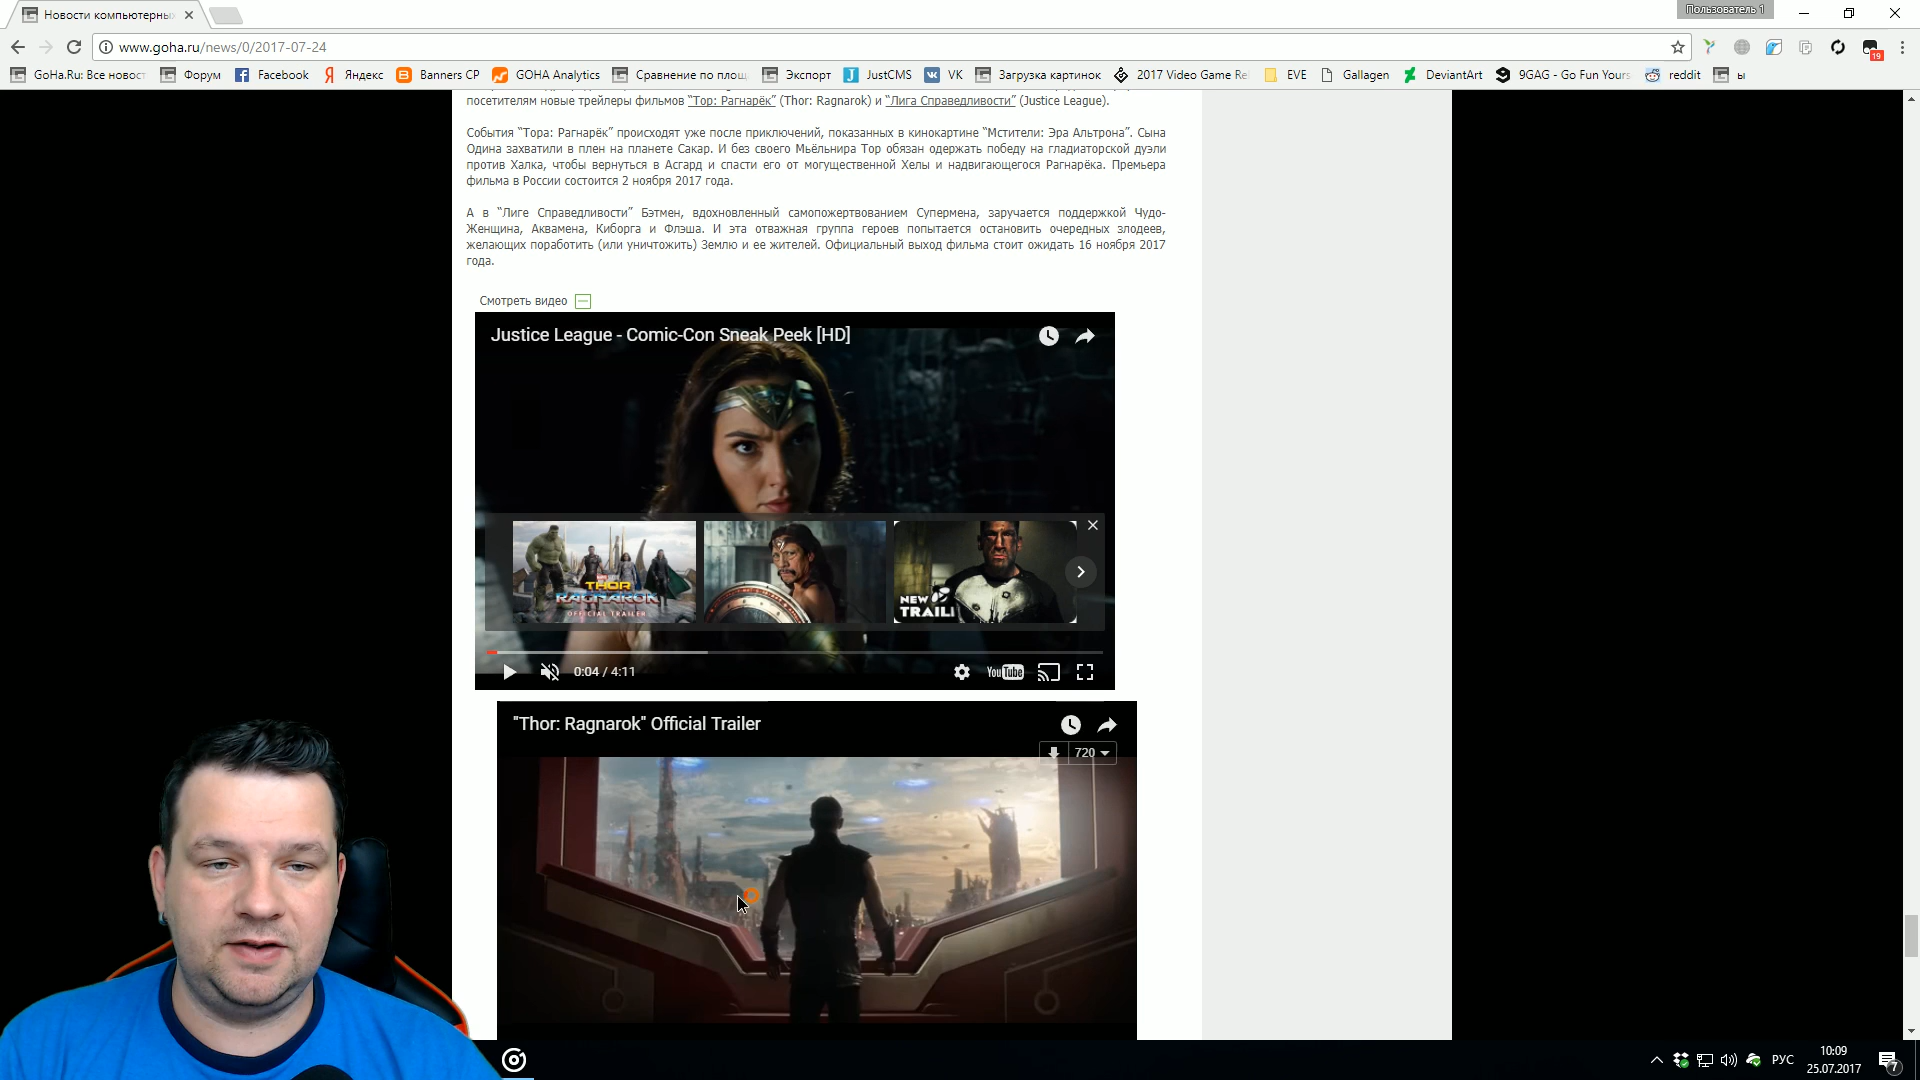 Новости компьютерны
Пользователь 1
www.goha.ru/news/0/2017-07-24
19
GoHa.Ru: Все новост
Форум
Facebook
Яндекс
Banners CP
GOHA Analytics
Сравнение по площ
Экспорт
JustCMS
VK
Загрузка картинок
2017 Video Game Re
EVE
Gallagen
DeviantArt
9GAG - Go Fun Yours
reddit
ы
посетителям новые трейлеры фильмов “Тор: Рагнарёк” (Thor: Ragnarok) и “Лига Справедливости” (Justice League).
События “Тора: Рагнарёк” происходят уже после приключений, показанных в кинокартине “Мстители: Эра Альтрона”. Сына
Одина захватили в плен на планете Сакар. И без своего Мьёльнира Тор обязан одержать победу на гладиаторской дуэли
против Халка, чтобы вернуться в Асгард и спасти его от могущественной Хелы и надвигающегося Рагнарёка. Премьера
фильма в России состоится 2 ноября 2017 года.
А в “Лиге Справедливости” Бэтмен, вдохновленный самопожертвованием Супермена, заручается поддержкой Чудо-
Женщина, Аквамена, Киборга и Флэша. И эта отважная группа героев попытается остановить очередных злодеев,
желающих поработить (или уничтожить) Землю и ее жителей. Официальный выход фильма стоит ожидать 16 ноября 2017
года.
Смотреть видео
Justice League - Comic-Con Sneak Peek [HD]
THOR
RAGNAROK
OFFICIAL TRAILER
NEW
TRAIL
0:04 / 4:11
YouTube
"Thor: Ragnarok" Official Trailer
720
РУС
10:09
25.07.2017
7